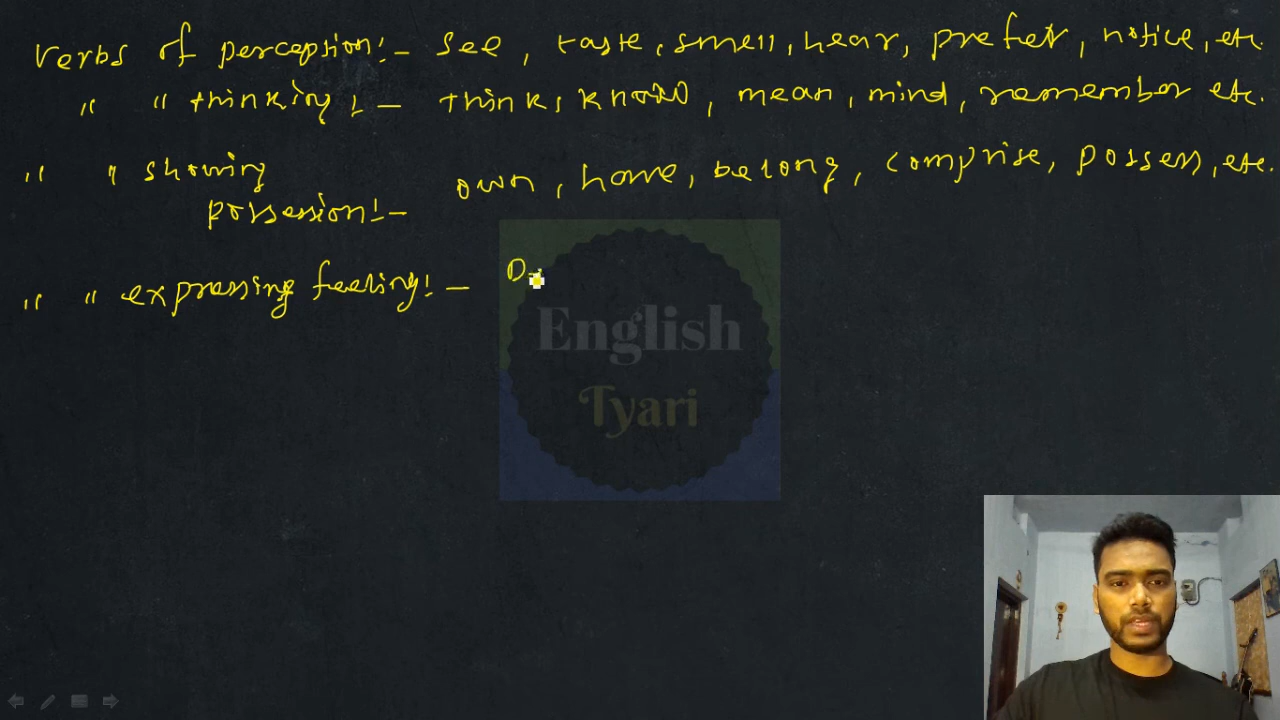 Verbs of perception:- See, taste, smell, hear, prefer, notice, etc.
" " thinking :- think, know, mean, mind, remember etc.
" " showing possession:- own, have, belong, comprise, possess, etc.
" " expressing feeling:- D
English
Tyari